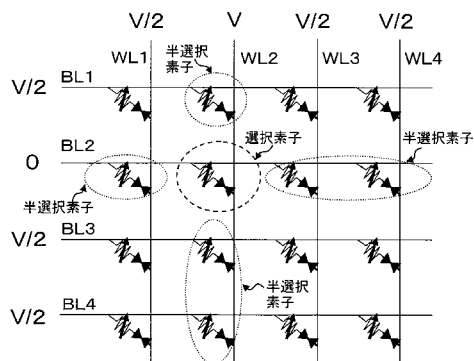 V/2 V V/2 V/2
半選択
素子
WL1 WL2 WL3 WL4
V/2 BL1
BL2 選択素子 半選択素子
0
半選択素子
V/2 BL3
半選択
素子
V/2 BL4